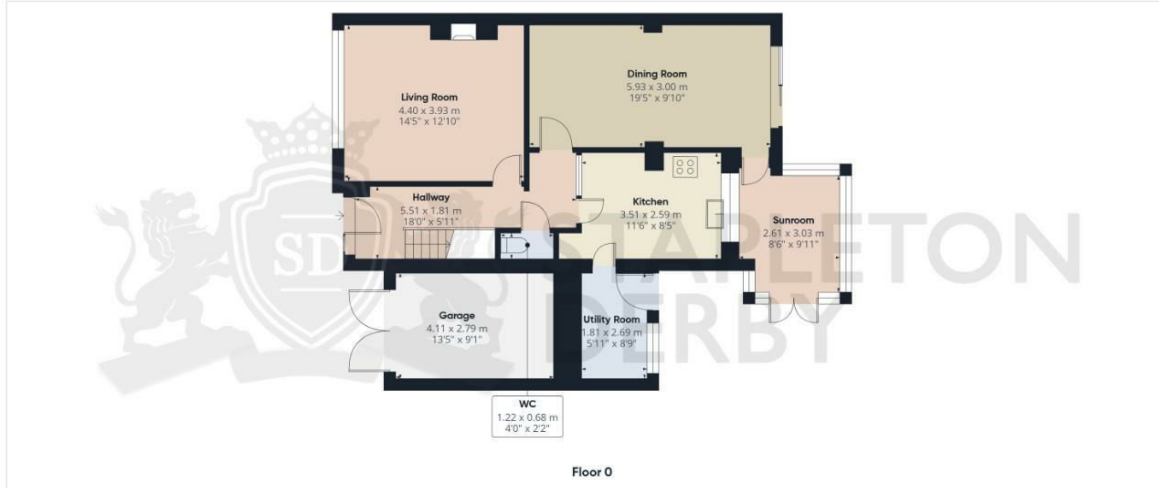 Living Room
4.40 x 3.93 m
14'5" x 12'10"
Dining Room
5.93 x 3.00 m
19'5" x 9'10"
Hallway
5.51 x 1.81 m
18'0" x 5'11"
Kitchen
3.51 x 2.59 m
11'6" x 8'5"
Sunroom
2.61 x 3.03 m
8'6" x 9'11"
Garage
4.11 x 2.79 m
13'5" x 9'1"
Utility Room
1.81 x 2.69 m
5'11" x 8'9"
WC
1.22 x 0.68 m
4'0" x 2'2"
SD
STAPLETON
DERBY
Floor 0